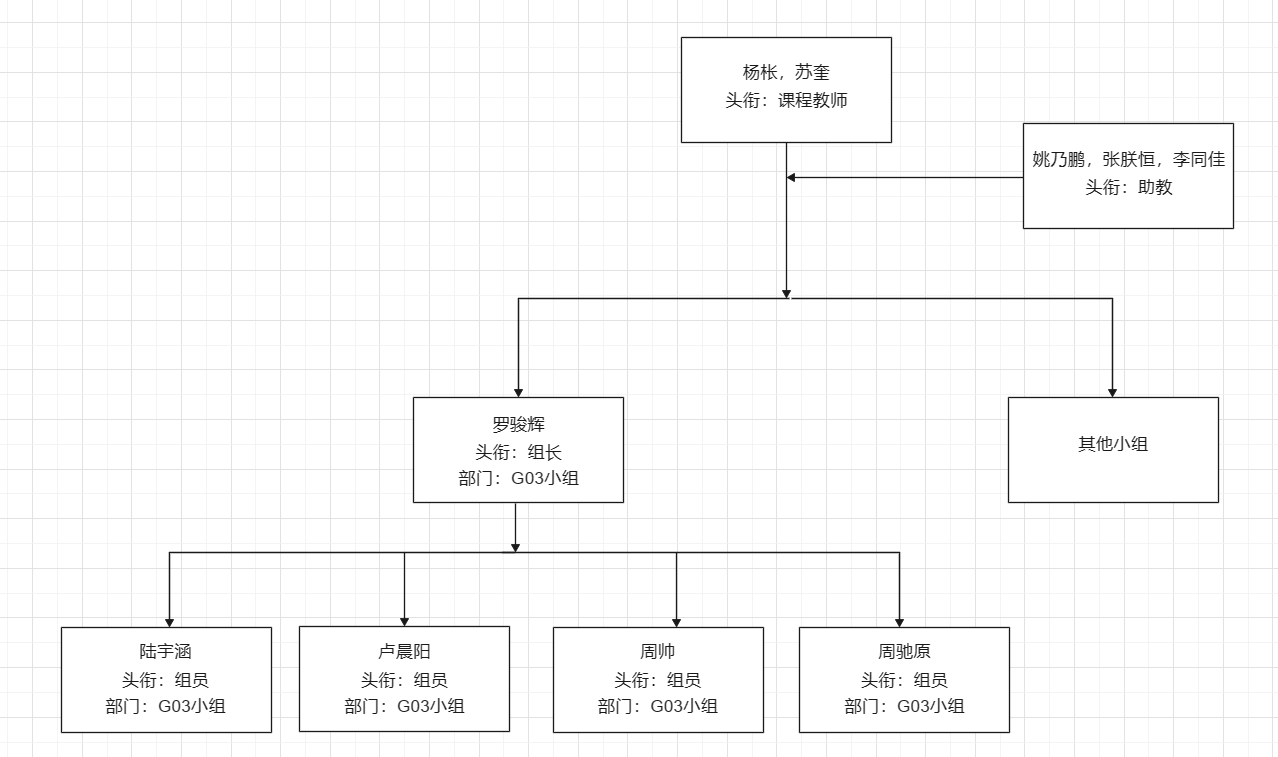 杨枨，苏奎
头衔：课程教师
姚乃鹏，张朕恒，李同佳
头衔：助教
罗骏辉
头衔：组长
部门：G03小组
其他小组
陆宇涵
头衔：组员
部门：G03小组
卢晨阳
头衔：组员
部门：G03小组
周帅
头衔：组员
部门：G03小组
周驰原
头衔：组员
部门：G03小组